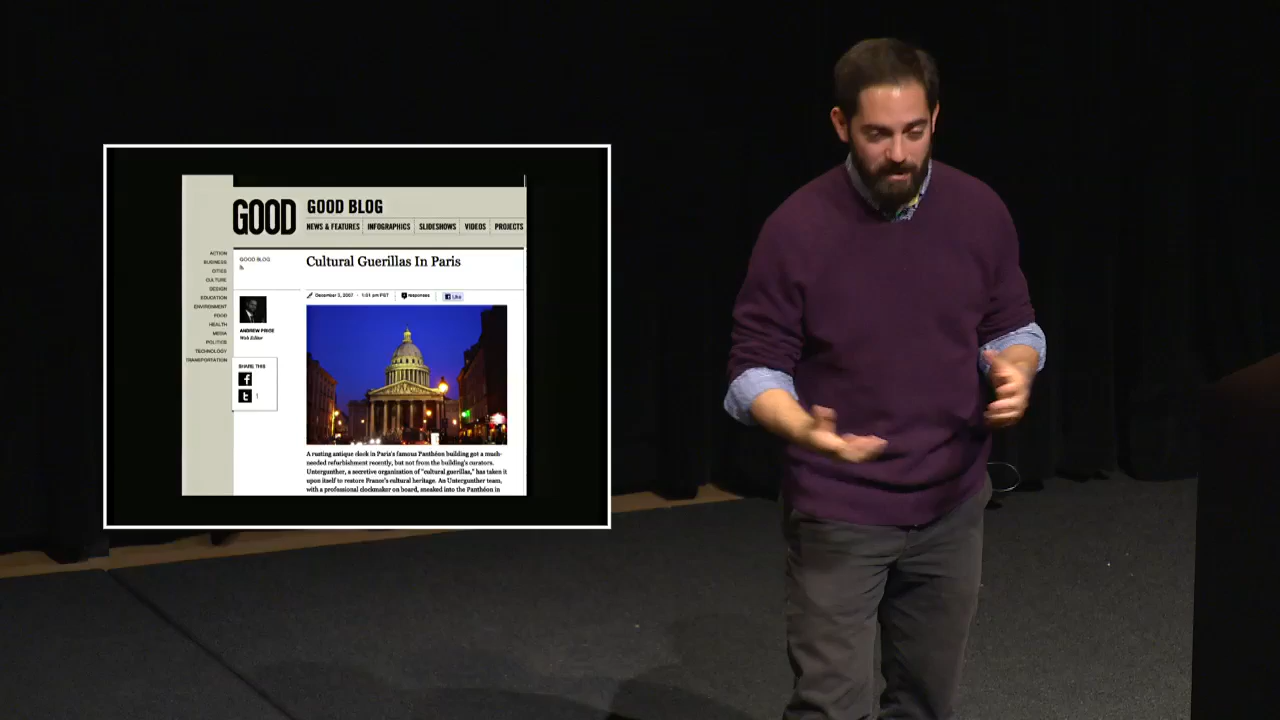 GOOD
GOOD BLOG
NEWS & FEATURES INFOGRAPHICS SLIDESHOWS VIDEOS PROJECTS
ACTION
BUSINESS
CITIES
CULTURE
DESIGN
EDUCATION
ENVIRONMENT
FOOD
HEALTH
MEDIA
POLITICS
TECHNOLOGY
TRANSPORTATION
GOOD BLOG
ANDREW PRICE
Web Editor
SHARE THIS
1
Cultural Guerillas In Paris
December 3, 2007 • 1:01 pm PST responses Like
A rusting antique clock in Paris's famous Panthéon building got a much-
needed refurbishment recently, but not from the building's curators.
Untergunther, a secretive organization of "cultural guerillas," has taken it
upon itself to restore France's cultural heritage. An Untergunther team,
with a professional clockmaker on board, sneaked into the Panthéon in